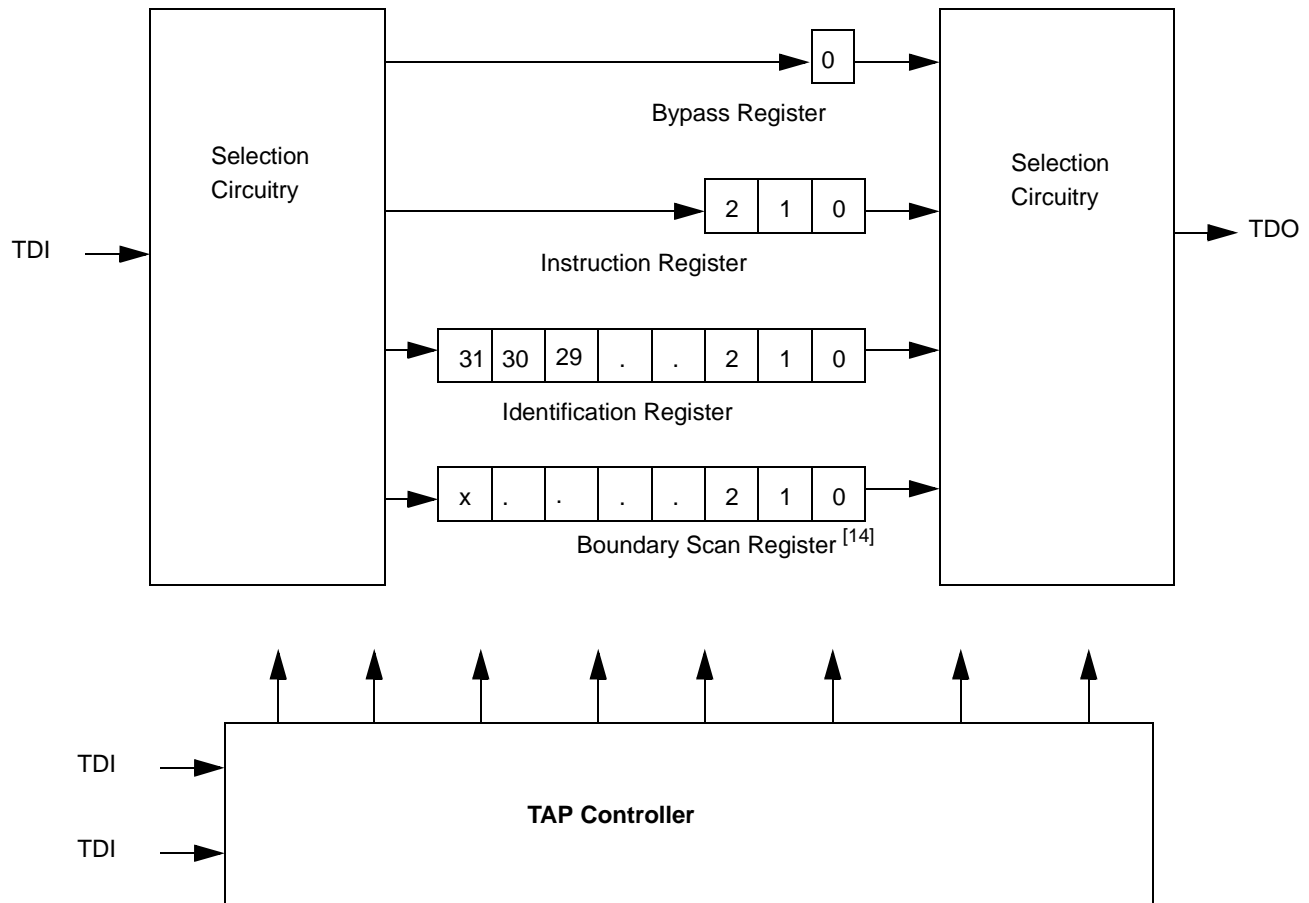 0
Bypass Register
Selection
Circuitry
Selection
Circuitry
2 1 0
TDI
TDO
Instruction Register
31 30 29 . . 2 1 0
Identification Register
x . . . . 2 1 0
Boundary Scan Register [14]
TDI
TAP Controller
TDI